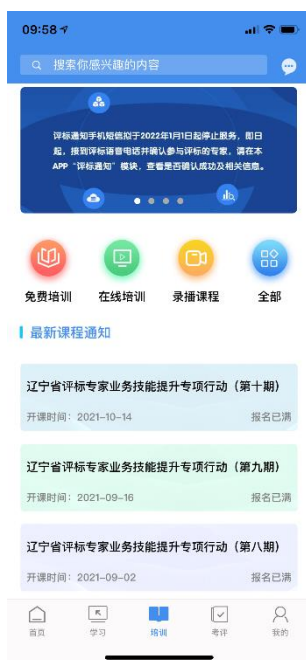 09:58
搜索你感兴趣的内容
评标通知手机短信拟于2022年1月1日起停止服务，即日
起，接到评标语音电话并确认参与评标的专家，请在本
APP“评标通知”模块，查看是否确认成功及相关信息。
免费培训
在线培训
录播课程
全部
最新课程通知
辽宁省评标专家业务技能提升专项行动（第十期）
开课时间：2021-10-14
报名已满
辽宁省评标专家业务技能提升专项行动（第九期）
开课时间：2021-09-16
报名已满
辽宁省评标专家业务技能提升专项行动（第八期）
开课时间：2021-09-02
报名已满
首页
学习
培训
考评
我的